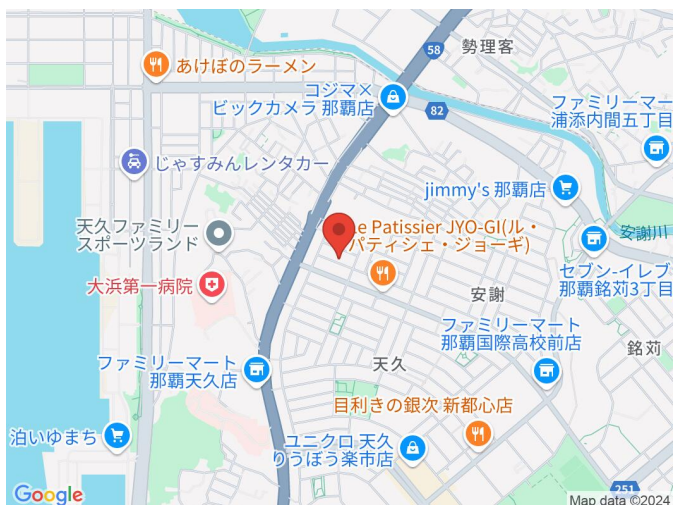 58
勢理客
あけぼのラーメン
コジマ×
ビックカメラ 那覇店
82
ファミリーマー
浦添内間五丁目
じゃすみんレンタカー
jimmy's 那覇店
天久ファミリー
スポーツランド
Le Patissier JYO-GI(ル・
パティシェ・ジョーギ)
安謝川
大浜第一病院
セブン-イレブ
那覇銘苅3丁目
安謝
ファミリーマート
那覇国際高校前店
銘苅
ファミリーマート
那覇天久店
天久
目利きの銀次 新都心店
泊いゆまち
ユニクロ 天久
りうぼう楽市店
251
Google
Map data ©2024